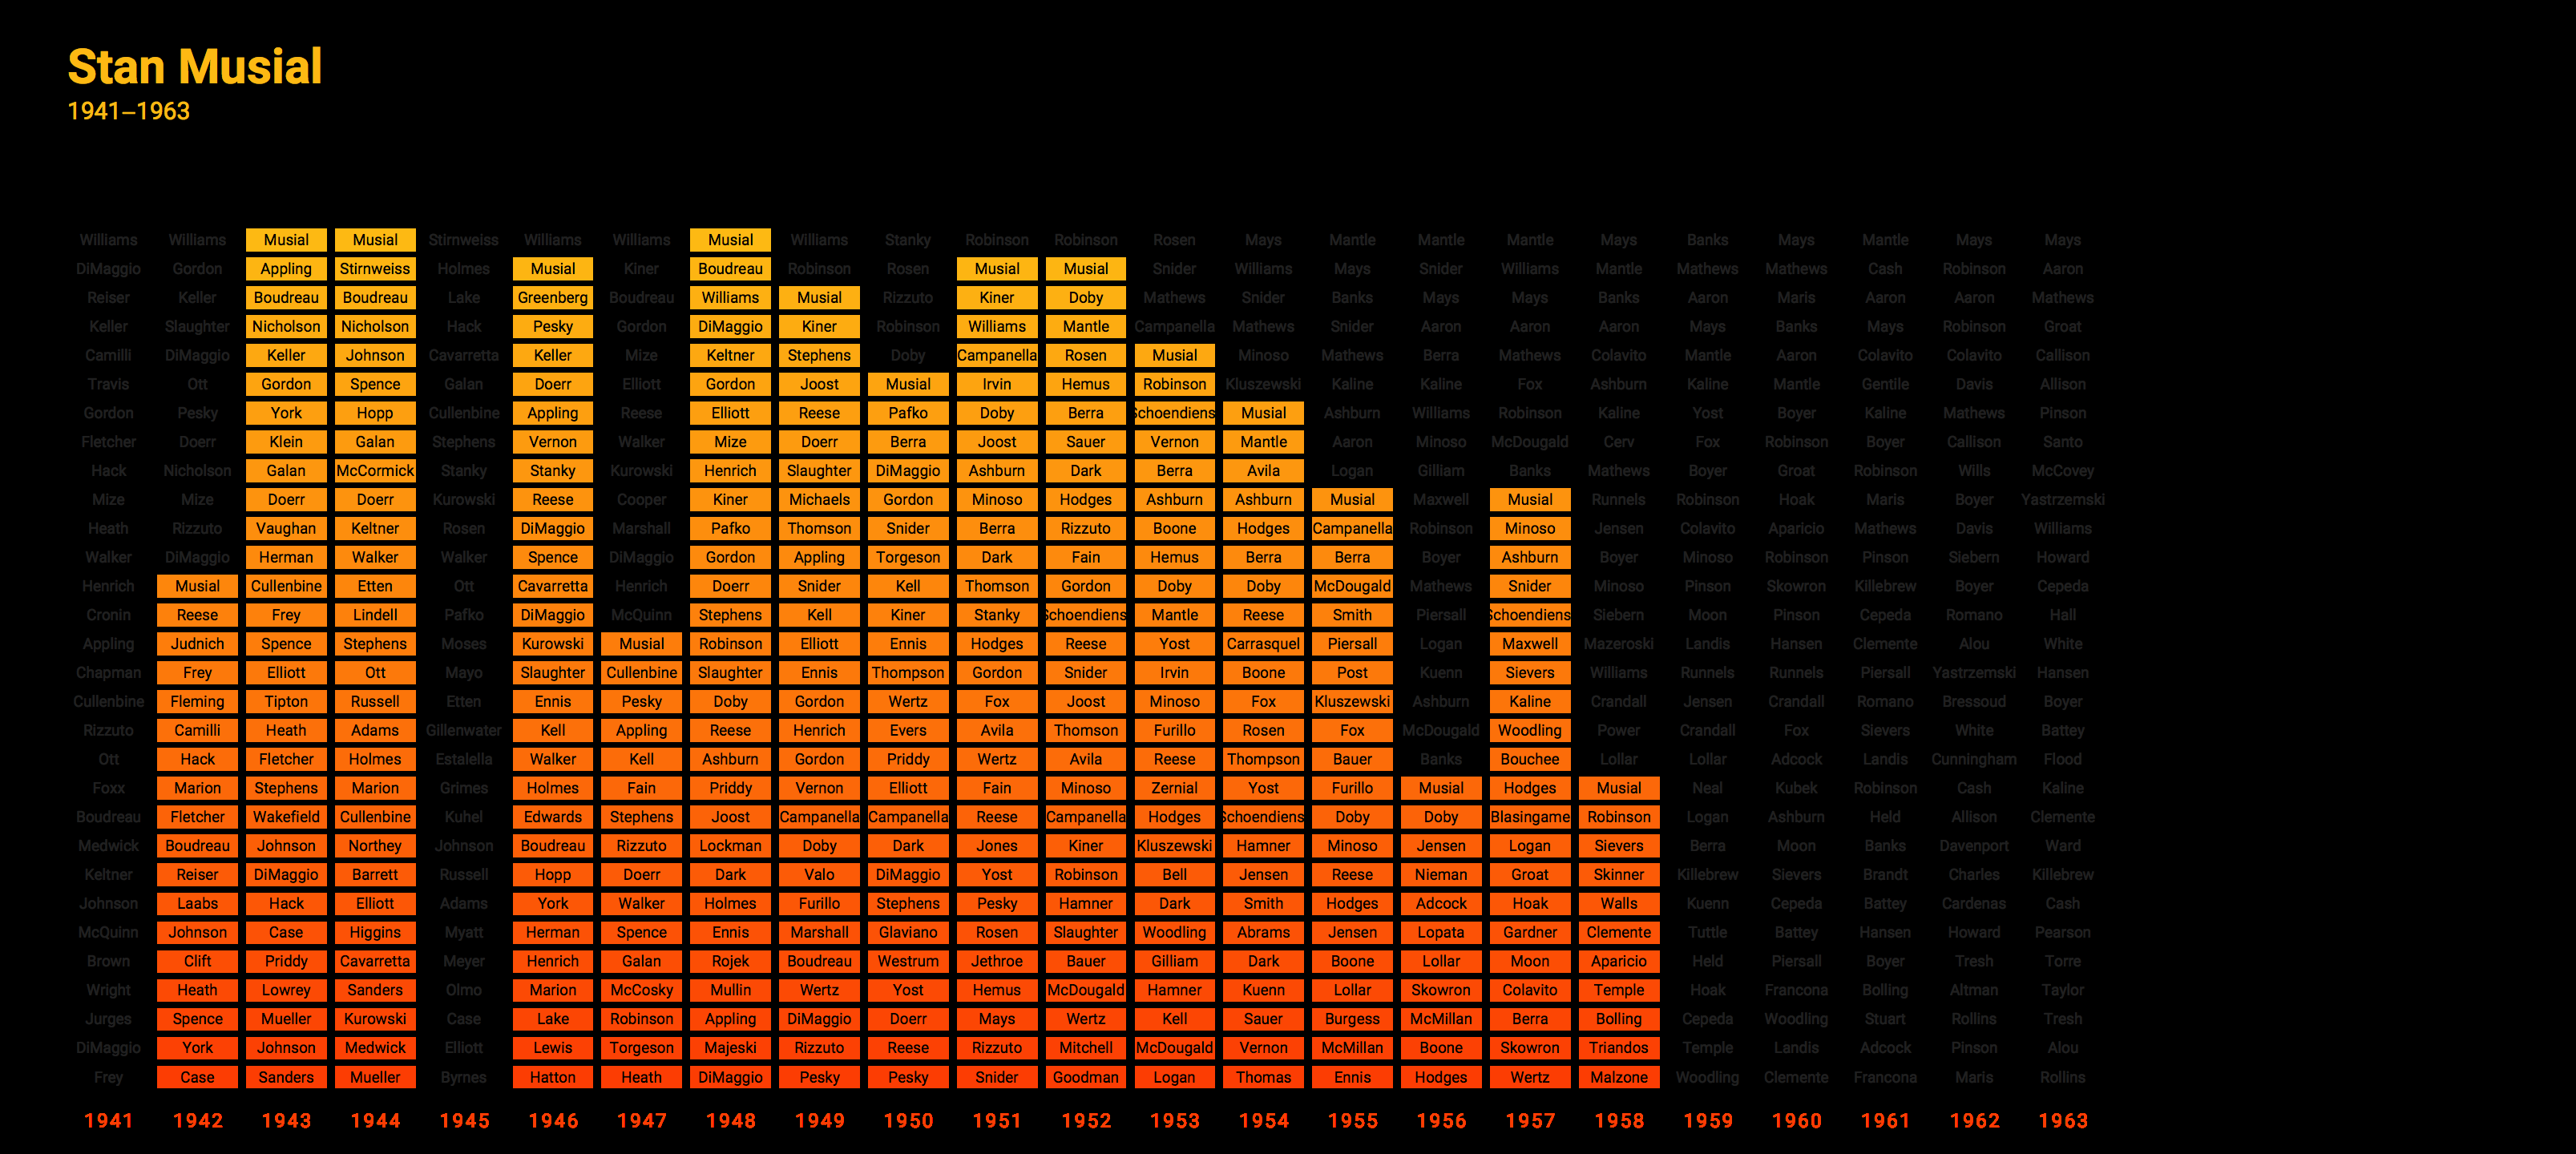 Stan Musial
1941–1963
Williams Williams Musial Musial Stirnweiss Williams Williams Musial Williams Stanky Robinson Robinson Rosen Mays Mantle Mantle Mantle Mays Banks Mays Mantle Mays Mays
DiMaggio Gordon Appling Stirnweiss Holmes Musial Kiner Boudreau Robinson Rosen Musial Musial Snider Williams Mays Snider Williams Mantle Mathews Mathews Cash Robinson Aaron
Reiser Keller Boudreau Boudreau Lake Greenberg Boudreau Williams Musial Rizzuto Kiner Doby Mathews Snider Banks Mays Mays Banks Aaron Maris Aaron Aaron Mathews
Keller Slaughter Nicholson Nicholson Hack Pesky Gordon DiMaggio Kiner Robinson Williams Mantle Campanella Mathews Snider Aaron Aaron Aaron Mays Banks Mays Robinson Groat
Camilli DiMaggio Keller Johnson Cavarretta Keller Mize Keltner Stephens Doby Campanella Rosen Musial Minoso Mathews Berra Mathews Colavito Mantle Aaron Colavito Colavito Callison
Travis Ott Gordon Spence Galan Doerr Elliott Gordon Joost Musial Irvin Hemus Robinson Kluszewski Kaline Kaline Fox Ashburn Kaline Mantle Gentile Davis Allison
Gordon Pesky York Hopp Cullenbine Appling Reese Elliott Reese Pafko Doby Berra Schoendiens Musial Ashburn Williams Robinson Kaline Yost Boyer Kaline Mathews Pinson
Fletcher Doerr Klein Galan Stephens Vernon Walker Mize Doerr Berra Joost Sauer Vernon Mantle Aaron Minoso McDougald Cerv Fox Robinson Boyer Callison Santo
Hack Nicholson Galan McCormick Stanky Stanky Kurowski Henrich Slaughter DiMaggio Ashburn Dark Berra Avila Logan Gilliam Banks Mathews Boyer Groat Robinson Wills McCovey
Mize Mize Doerr Doerr Kurowski Reese Cooper Kiner Michaels Gordon Minoso Hodges Ashburn Ashburn Musial Maxwell Musial Runnels Robinson Hoak Maris Boyer Yastrzemski
Heath Rizzuto Vaughan Keltner Rosen DiMaggio Marshall Pafko Thomson Snider Berra Rizzuto Boone Hodges Campanella Robinson Minoso Jensen Colavito Aparicio Mathews Davis Williams
Walker DiMaggio Herman Walker Walker Spence DiMaggio Gordon Appling Torgeson Dark Fain Hemus Berra Berra Boyer Ashburn Boyer Minoso Robinson Pinson Siebern Howard
Henrich Musial Cullenbine Etten Ott Cavarretta Henrich Doerr Snider Kell Thomson Gordon Doby Doby McDougald Mathews Snider Minoso Pinson Skowron Killebrew Boyer Cepeda
Cronin Reese Frey Lindell Pafko DiMaggio McQuinn Stephens Kell Kiner Stanky Schoendiens Mantle Reese Smith Piersall Schoendiens Siebern Moon Pinson Cepeda Romano Hall
Appling Judnich Spence Stephens Moses Kurowski Musial Robinson Elliott Ennis Hodges Reese Yost Carrasquel Piersall Logan Maxwell Mazeroski Landis Hansen Clemente Alou White
Chapman Frey Elliott Ott Mayo Slaughter Cullenbine Slaughter Ennis Thompson Gordon Snider Irvin Boone Post Kuenn Sievers Williams Runnels Runnels Piersall Yastrzemski Hansen
Cullenbine Fleming Tipton Russell Etten Ennis Pesky Doby Gordon Wertz Fox Joost Minoso Fox Kluszewski Ashburn Kaline Crandall Jensen Crandall Romano Bressoud Boyer
Rizzuto Camilli Heath Adams Gillenwater Kell Appling Reese Henrich Evers Avila Thomson Furillo Rosen Fox McDougald Woodling Power Crandall Fox Sievers White Battey
Ott Hack Fletcher Holmes Estalella Walker Kell Ashburn Gordon Priddy Wertz Avila Reese Thompson Bauer Banks Bouchee Lollar Lollar Adcock Landis Cunningham Flood
Foxx Marion Stephens Marion Grimes Holmes Fain Priddy Vernon Elliott Fain Minoso Zernial Yost Furillo Musial Hodges Musial Neal Kubek Robinson Cash Kaline
Boudreau Fletcher Wakefield Cullenbine Kuhel Edwards Stephens Joost Campanella Campanella Reese Campanella Hodges Schoendiens Doby Doby Blasingame Robinson Logan Ashburn Held Allison Clemente
Medwick Boudreau Johnson Northey Johnson Boudreau Rizzuto Lockman Doby Dark Jones Kiner Kluszewski Hamner Minoso Jensen Logan Sievers Berra Moon Banks Davenport Ward
Keltner Reiser DiMaggio Barrett Russell Hopp Doerr Dark Valo DiMaggio Yost Robinson Bell Jensen Reese Nieman Groat Skinner Killebrew Sievers Brandt Charles Killebrew
Johnson Laabs Hack Elliott Adams York Walker Holmes Furillo Stephens Pesky Hamner Dark Smith Hodges Adcock Hoak Walls Kuenn Cepeda Battey Cardenas Cash
McQuinn Johnson Case Higgins Myatt Herman Spence Ennis Marshall Glaviano Rosen Slaughter Woodling Abrams Jensen Lopata Gardner Clemente Tuttle Battey Hansen Howard Pearson
Brown Clift Priddy Cavarretta Meyer Henrich Galan Rojek Boudreau Westrum Jethroe Bauer Gilliam Dark Boone Lollar Moon Aparicio Held Piersall Boyer Tresh Torre
Wright Heath Lowrey Sanders Olmo Marion McCosky Mullin Wertz Yost Hemus McDougald Hamner Kuenn Lollar Skowron Colavito Temple Hoak Francona Bolling Altman Taylor
Jurges Spence Mueller Kurowski Case Lake Robinson Appling DiMaggio Doerr Mays Wertz Kell Sauer Burgess McMillan Berra Bolling Cepeda Woodling Stuart Rollins Tresh
DiMaggio York Johnson Medwick Elliott Lewis Torgeson Majeski Rizzuto Reese Rizzuto Mitchell McDougald Vernon McMillan Boone Skowron Triandos Temple Landis Adcock Pinson Alou
Frey Case Sanders Mueller Byrnes Hatton Heath DiMaggio Pesky Pesky Snider Goodman Logan Thomas Ennis Hodges Wertz Malzone Woodling Clemente Francona Maris Rollins
1941 1942 1943 1944 1945 1946 1947 1948 1949 1950 1951 1952 1953 1954 1955 1956 1957 1958 1959 1960 1961 1962 1963